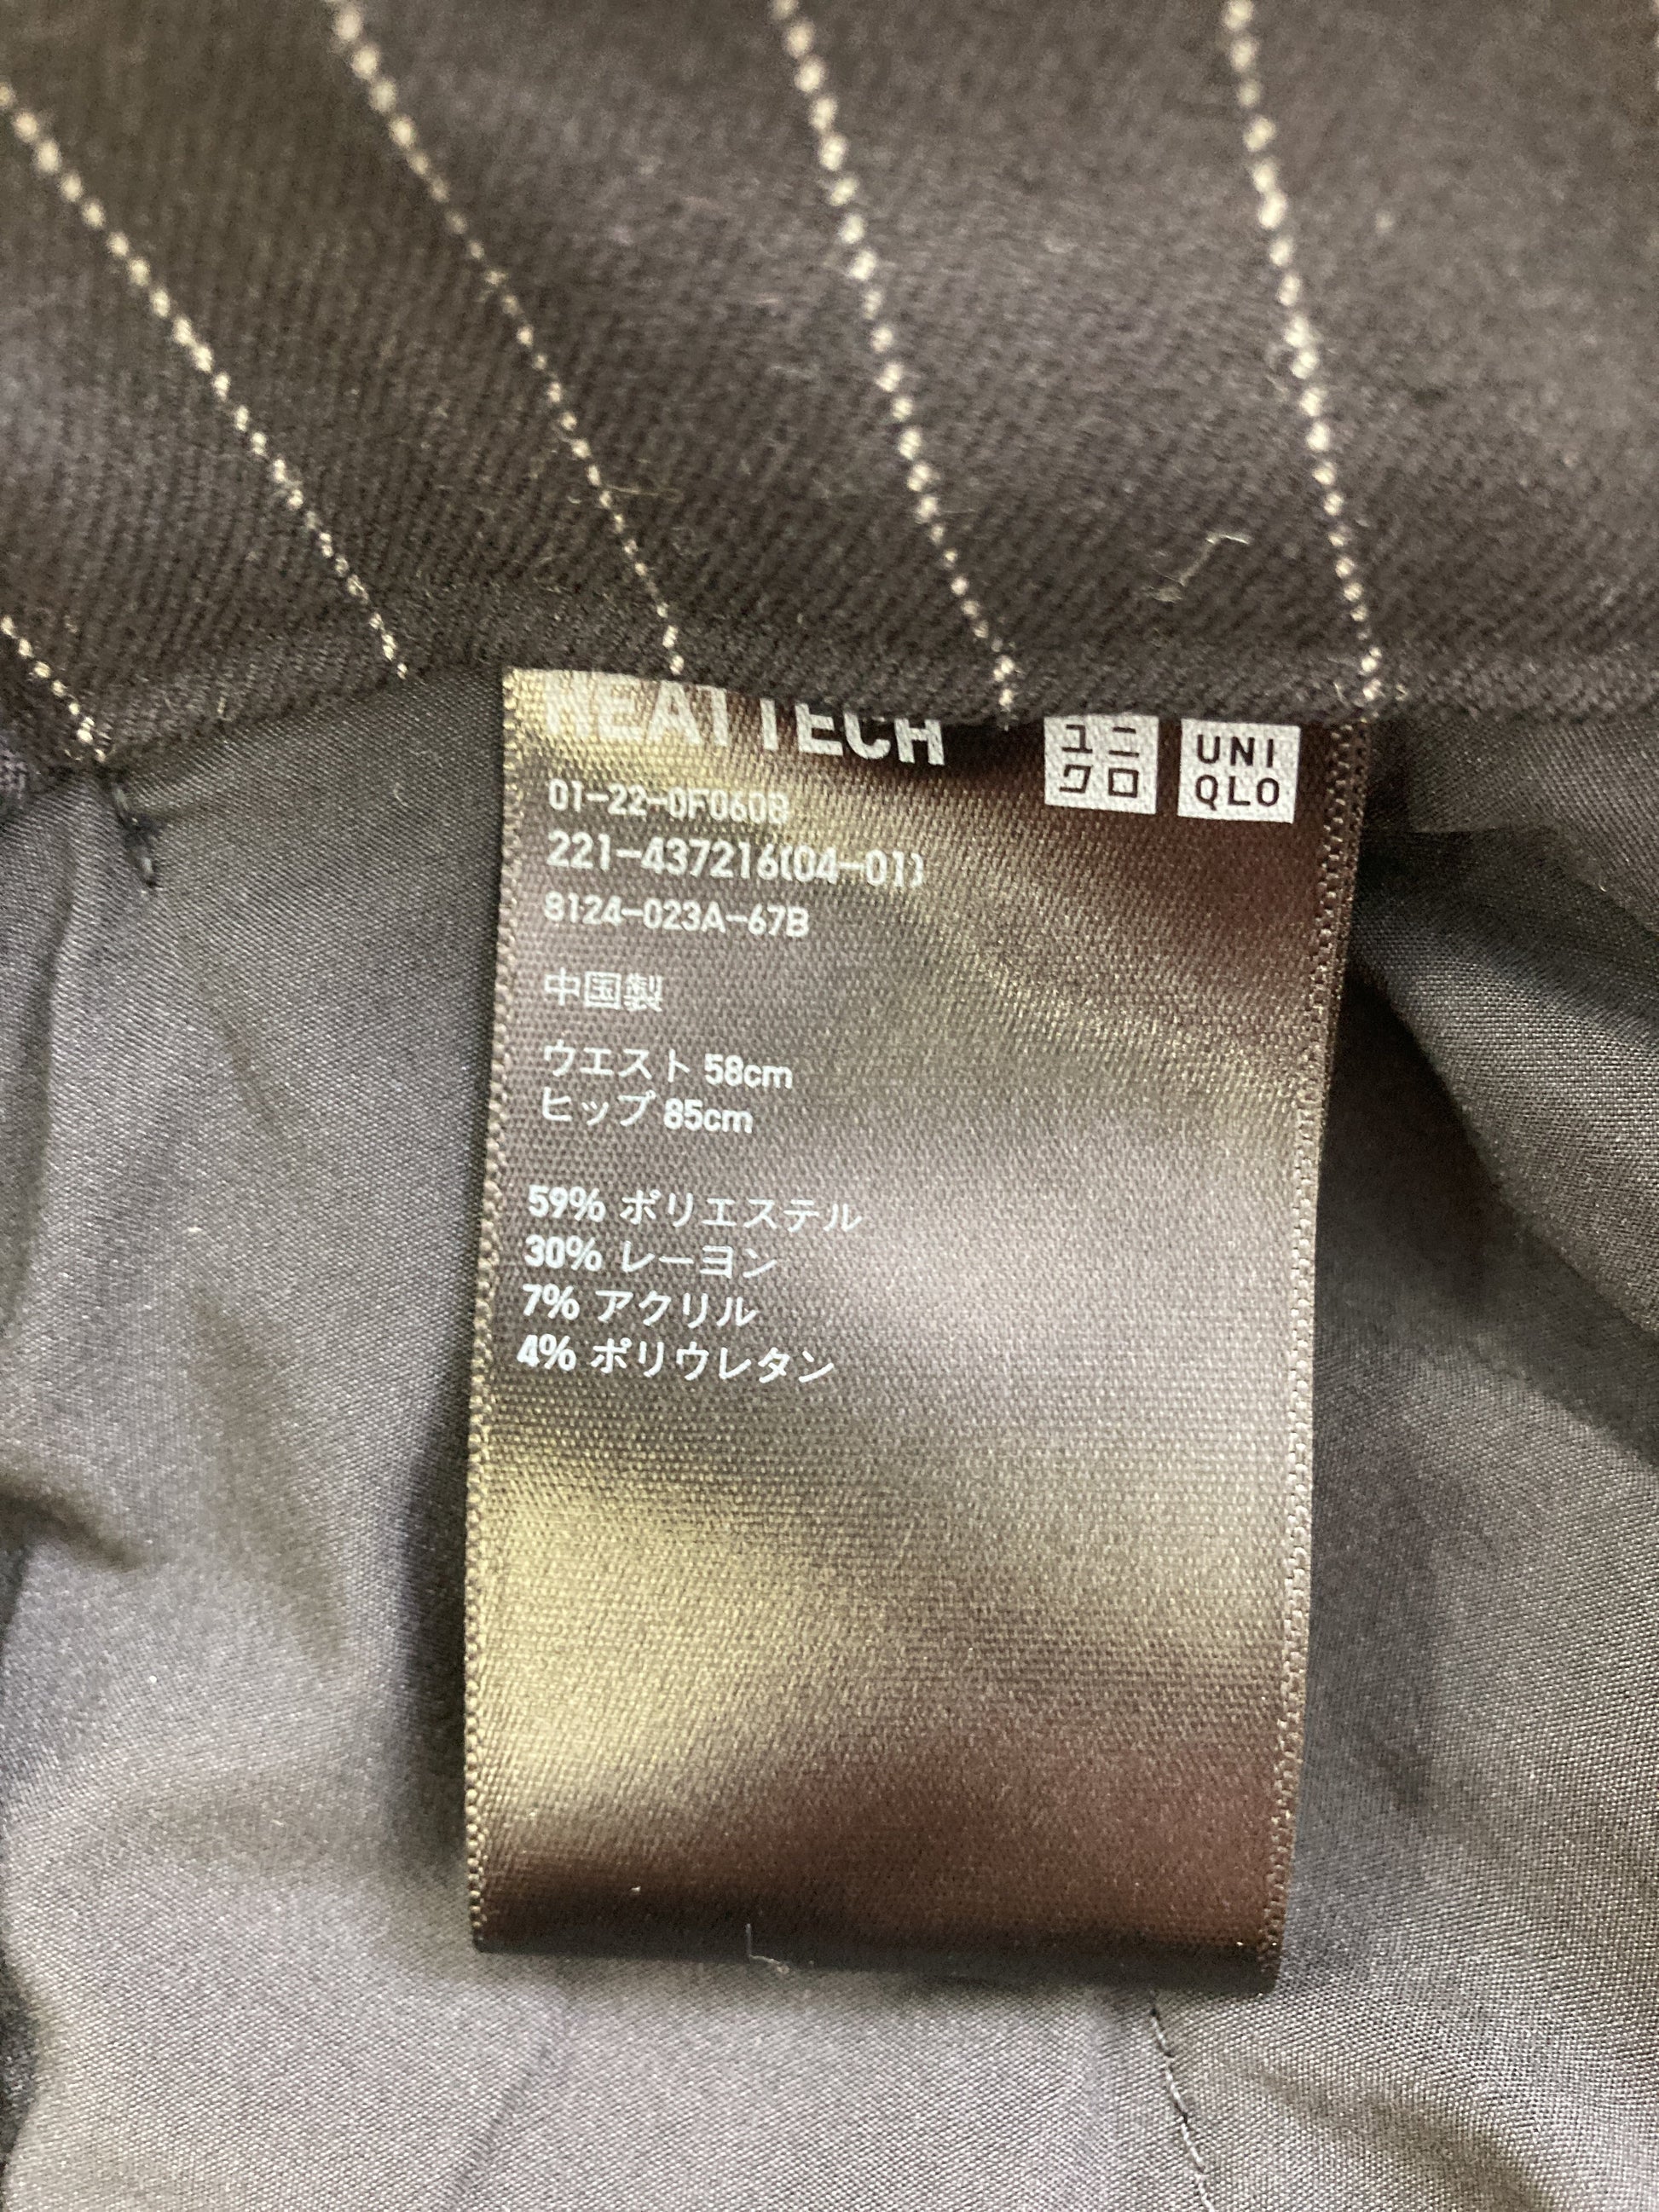 HEATTECH
ユニ
クロ
UNI
QLO
01-22-0F060B
221-437216(04-01)
8124-023A-67B
中国製
ウエスト 58cm
ヒップ 85cm
59% ポリエステル
30% レーヨン
7% アクリル
4% ポリウレタン